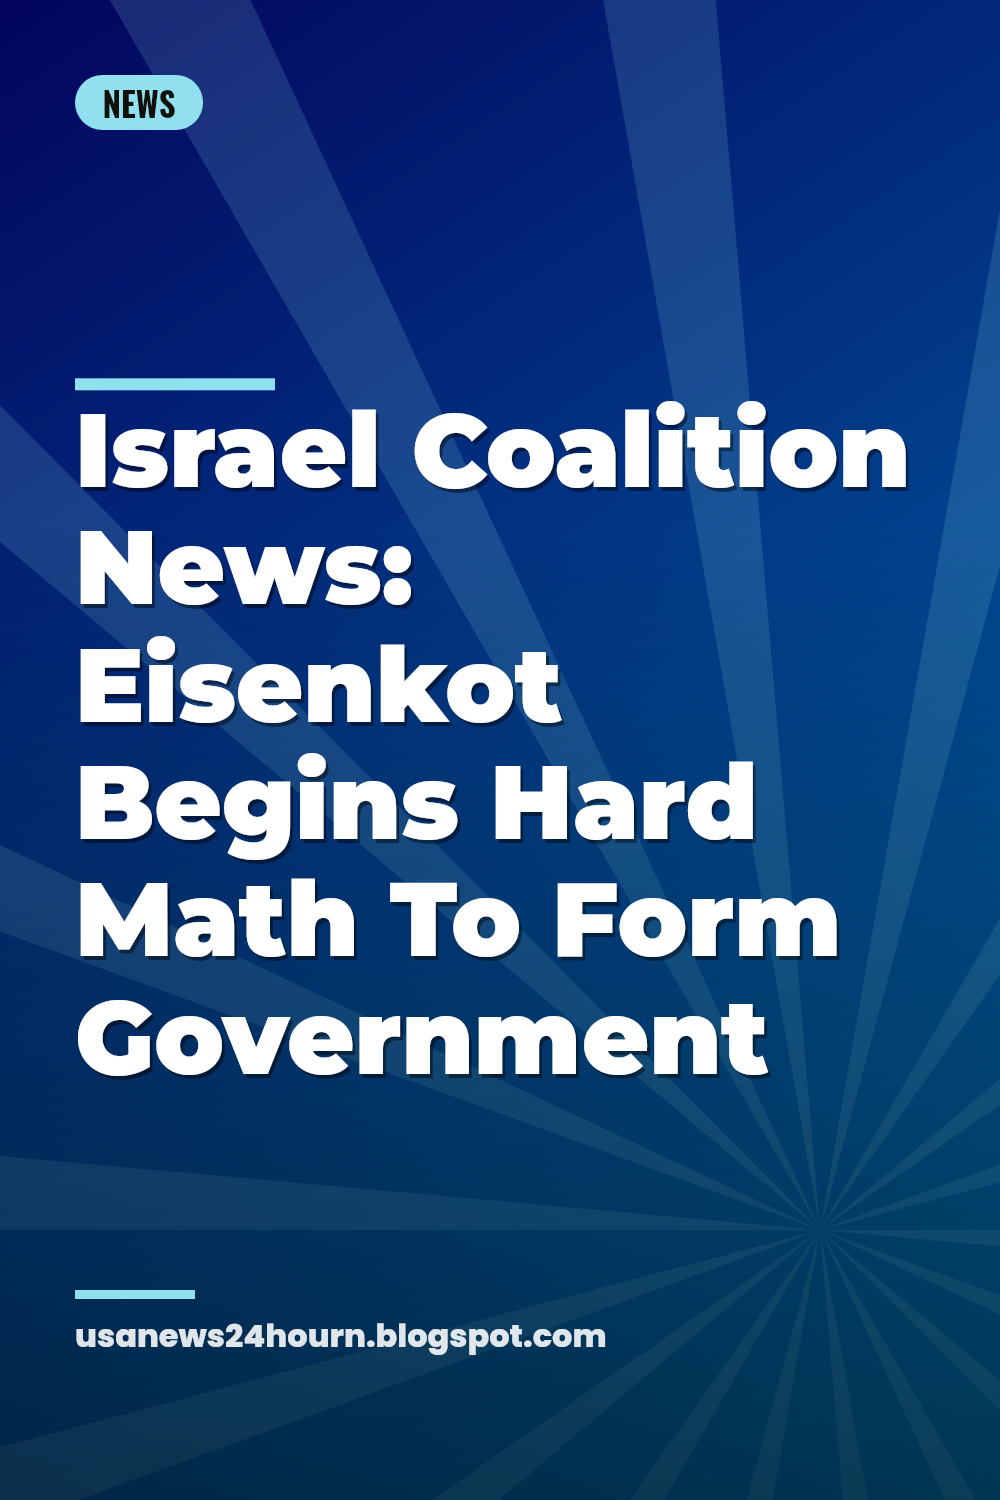 NEWS
Israel Coalition
News:
Eisenkot
Begins Hard
Math To Form
Government
usanews24hourn.blogspot.com